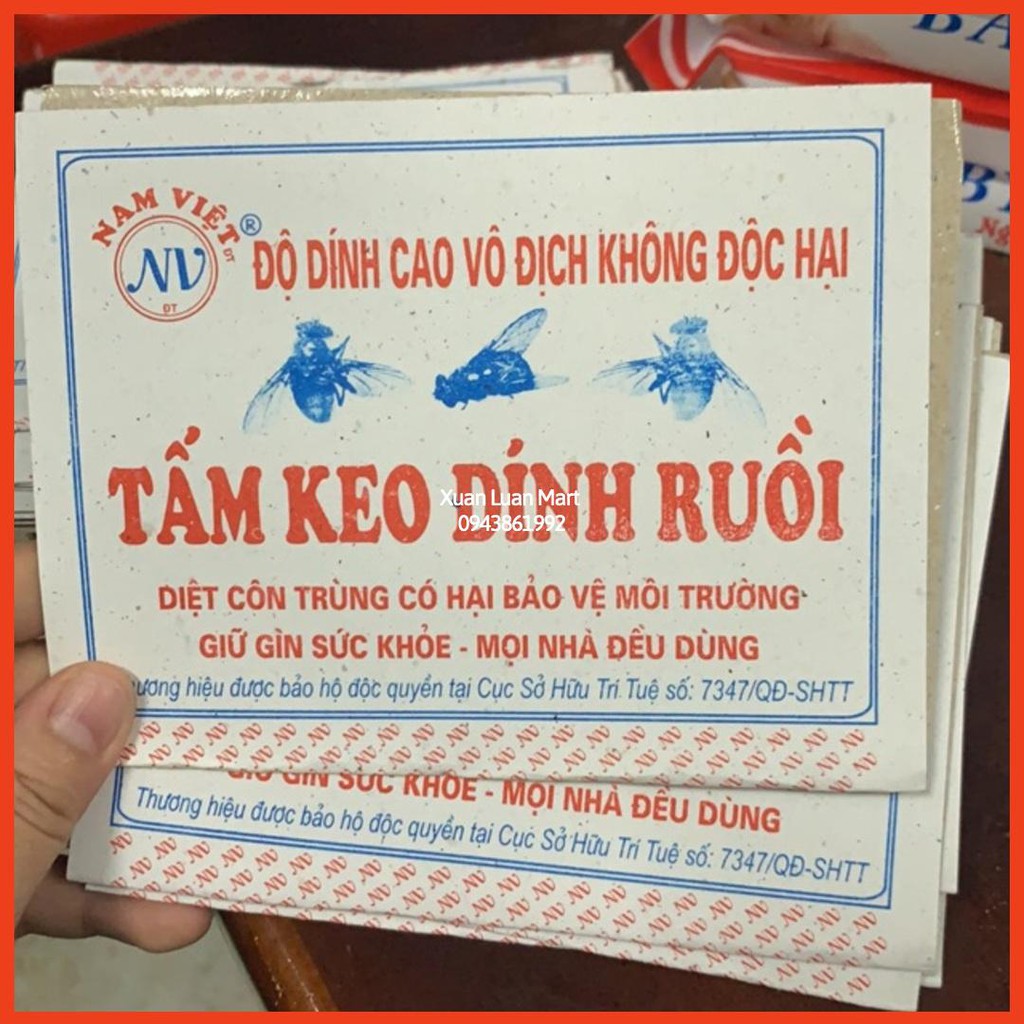 BA
NAM VIỆT
ĐT
®
NV
ĐT
ĐỘ DÍNH CAO VÔ ĐỊCH KHÔNG ĐỘC HẠI
TẤM KEO DÍNH RUỒI
Xuan Luan Mart
0943861992
DIỆT CÔN TRÙNG CÓ HẠI BẢO VỆ MÔI TRƯỜNG
GIỮ GÌN SỨC KHỎE - MỌI NHÀ ĐỀU DÙNG
ương hiệu được bảo hộ độc quyền tại Cục Sở Hữu Trí Tuệ số: 7347/QĐ-SHTT
GIỮ GÌN SỨC KHỎE - MỌI NHÀ ĐỀU DÙNG
Thương hiệu được bảo hộ độc quyền tại Cục Sở Hữu Trí Tuệ số: 7347/QĐ-SHTT